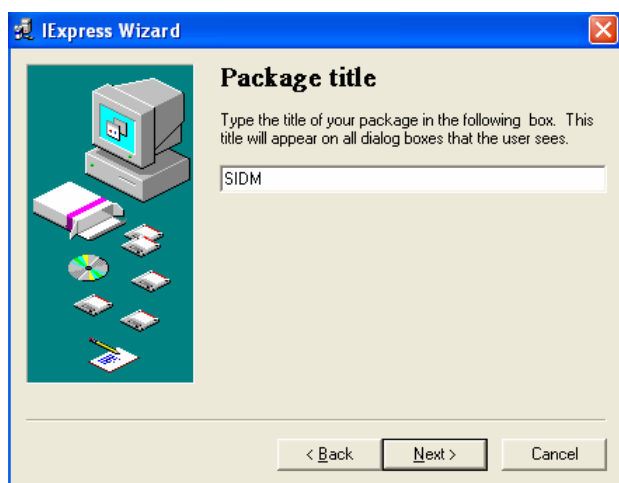 IExpress Wizard
Package title
Type the title of your package in the following box. This
title will appear on all dialog boxes that the user sees.
SIDM
< Back
Next >
Cancel